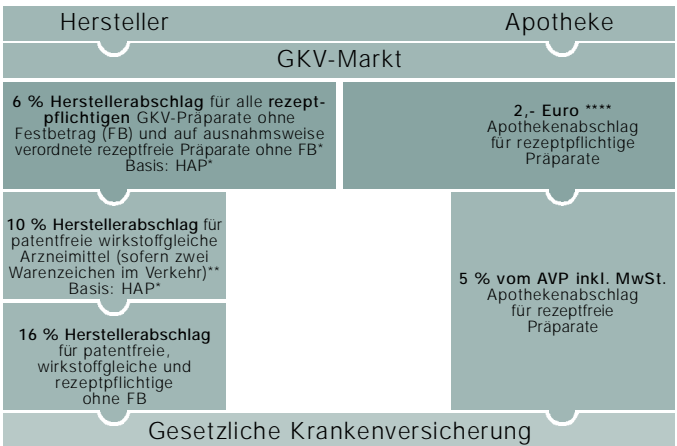 Hersteller
Apotheke
GKV-Markt
6 % Herstellerabschlag für alle rezept-
pflichtigen GKV-Präparate ohne
Festbetrag (FB) und auf ausnahmsweise
verordnete rezeptfreie Präparate ohne FB*
Basis: HAP*
2,- Euro ****
Apothekenabschlag
für rezeptpflichtige
Präparate
10 % Herstellerabschlag für
patentfreie wirkstoffgleiche
Arzneimittel (sofern zwei
Warenzeichen im Verkehr)**
Basis: HAP*
5 % vom AVP inkl. MwSt.
Apothekenabschlag
für rezeptfreie
Präparate
16 % Herstellerabschlag
für patentfreie,
wirkstoffgleiche und
rezeptpflichtige
ohne FB
Gesetzliche Krankenversicherung